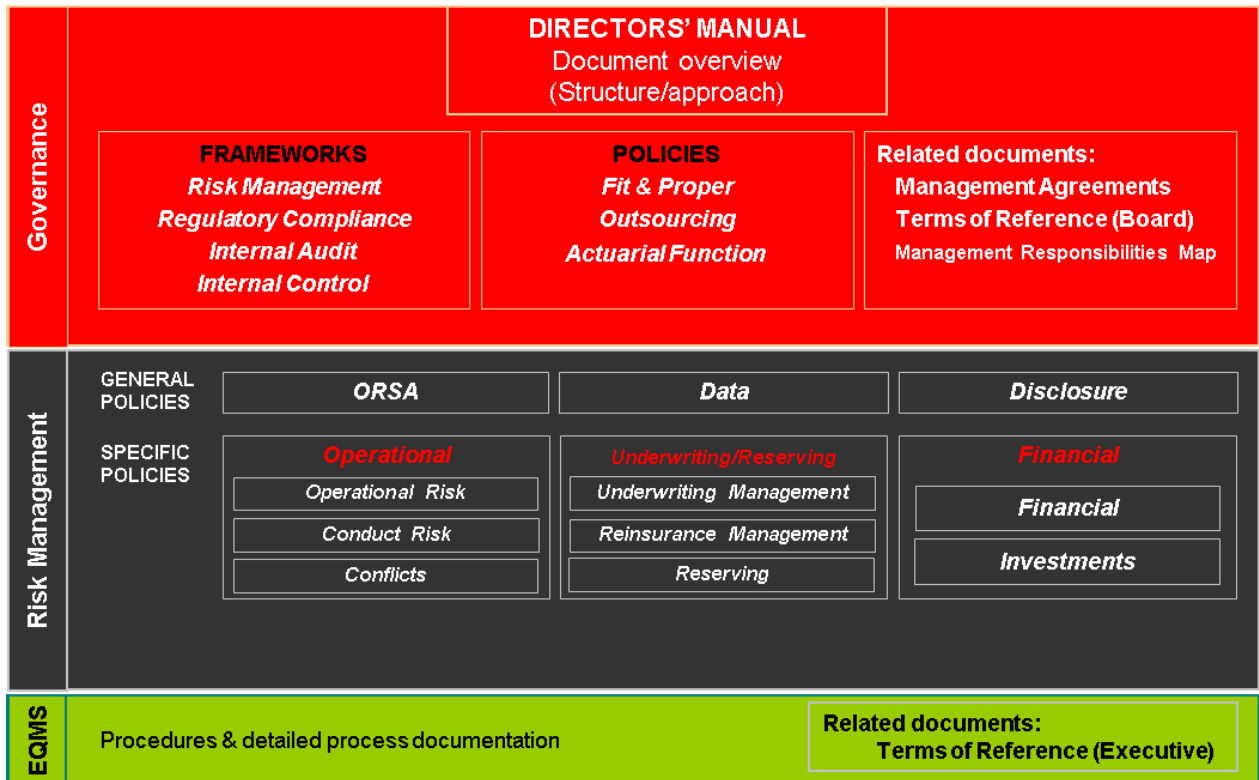 Governance
DIRECTORS' MANUAL
Document overview
(Structure/approach)
FRAMEWORKS
Risk Management
Regulatory Compliance
Internal Audit
Internal Control
POLICIES
Fit & Proper
Outsourcing
Actuarial Function
Related documents:
Management Agreements
Terms of Reference (Board)
Management Responsibilities Map
Risk Management
GENERAL
POLICIES
ORSA
Data
Disclosure
SPECIFIC
POLICIES
Operational
Operational Risk
Conduct Risk
Conflicts
Underwriting/Reserving
Underwriting Management
Reinsurance Management
Reserving
Financial
Financial
Investments
EQMS
Procedures & detailed process documentation
Related documents:
Terms of Reference (Executive)